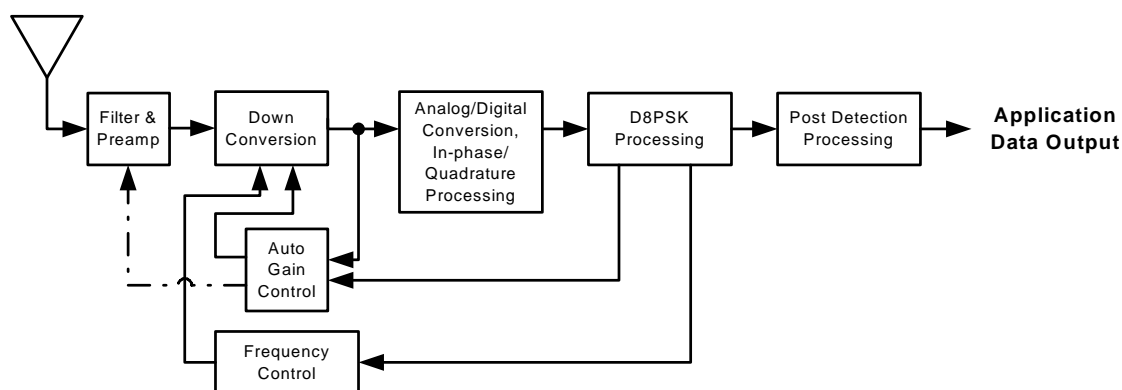 Filter &
Preamp
Down
Conversion
Analog/Digital
Conversion,
In-phase/
Quadrature
Processing
D8PSK
Processing
Post Detection
Processing
Application
Data Output
Auto
Gain
Control
Frequency
Control